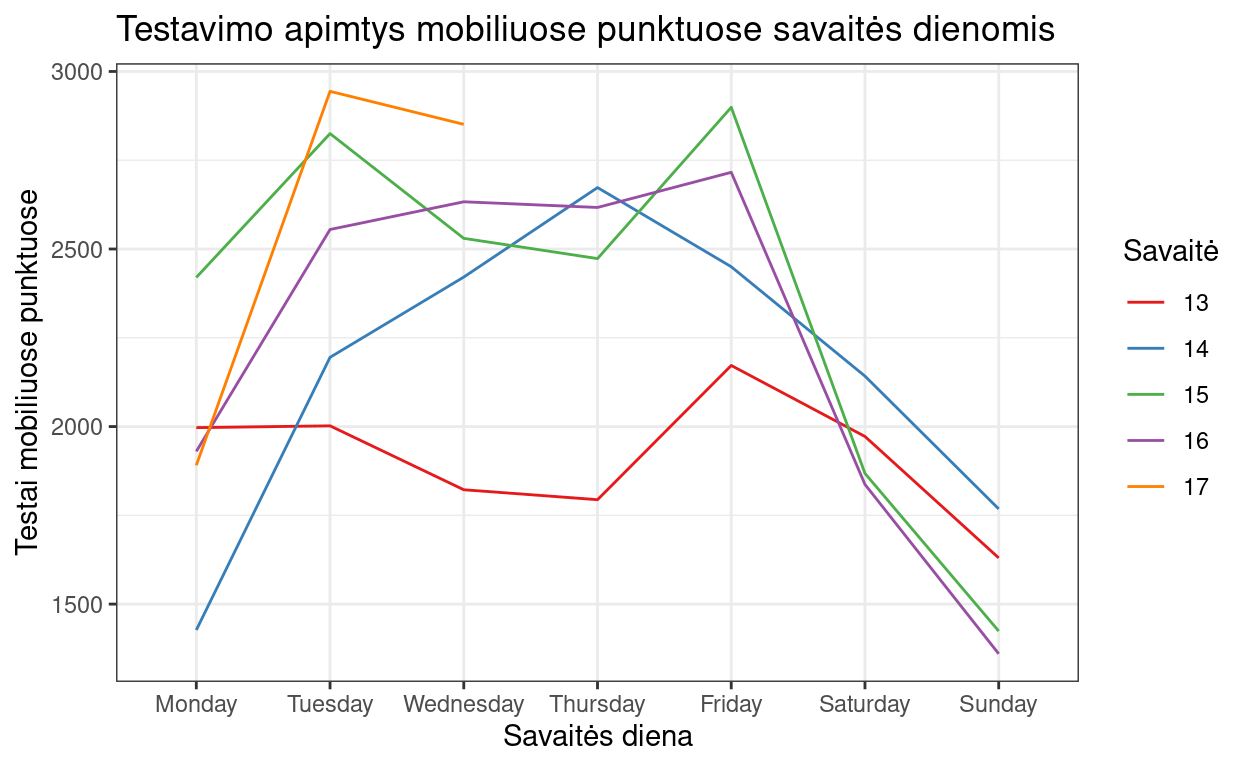 Testavimo apimtys mobiliuose punktuose savaitės dienomis
Testai mobiliuose punktuose
3000
2500
2000
1500
Monday Tuesday Wednesday Thursday Friday Saturday Sunday
Savaitės diena
Savaitė
13
14
15
16
17